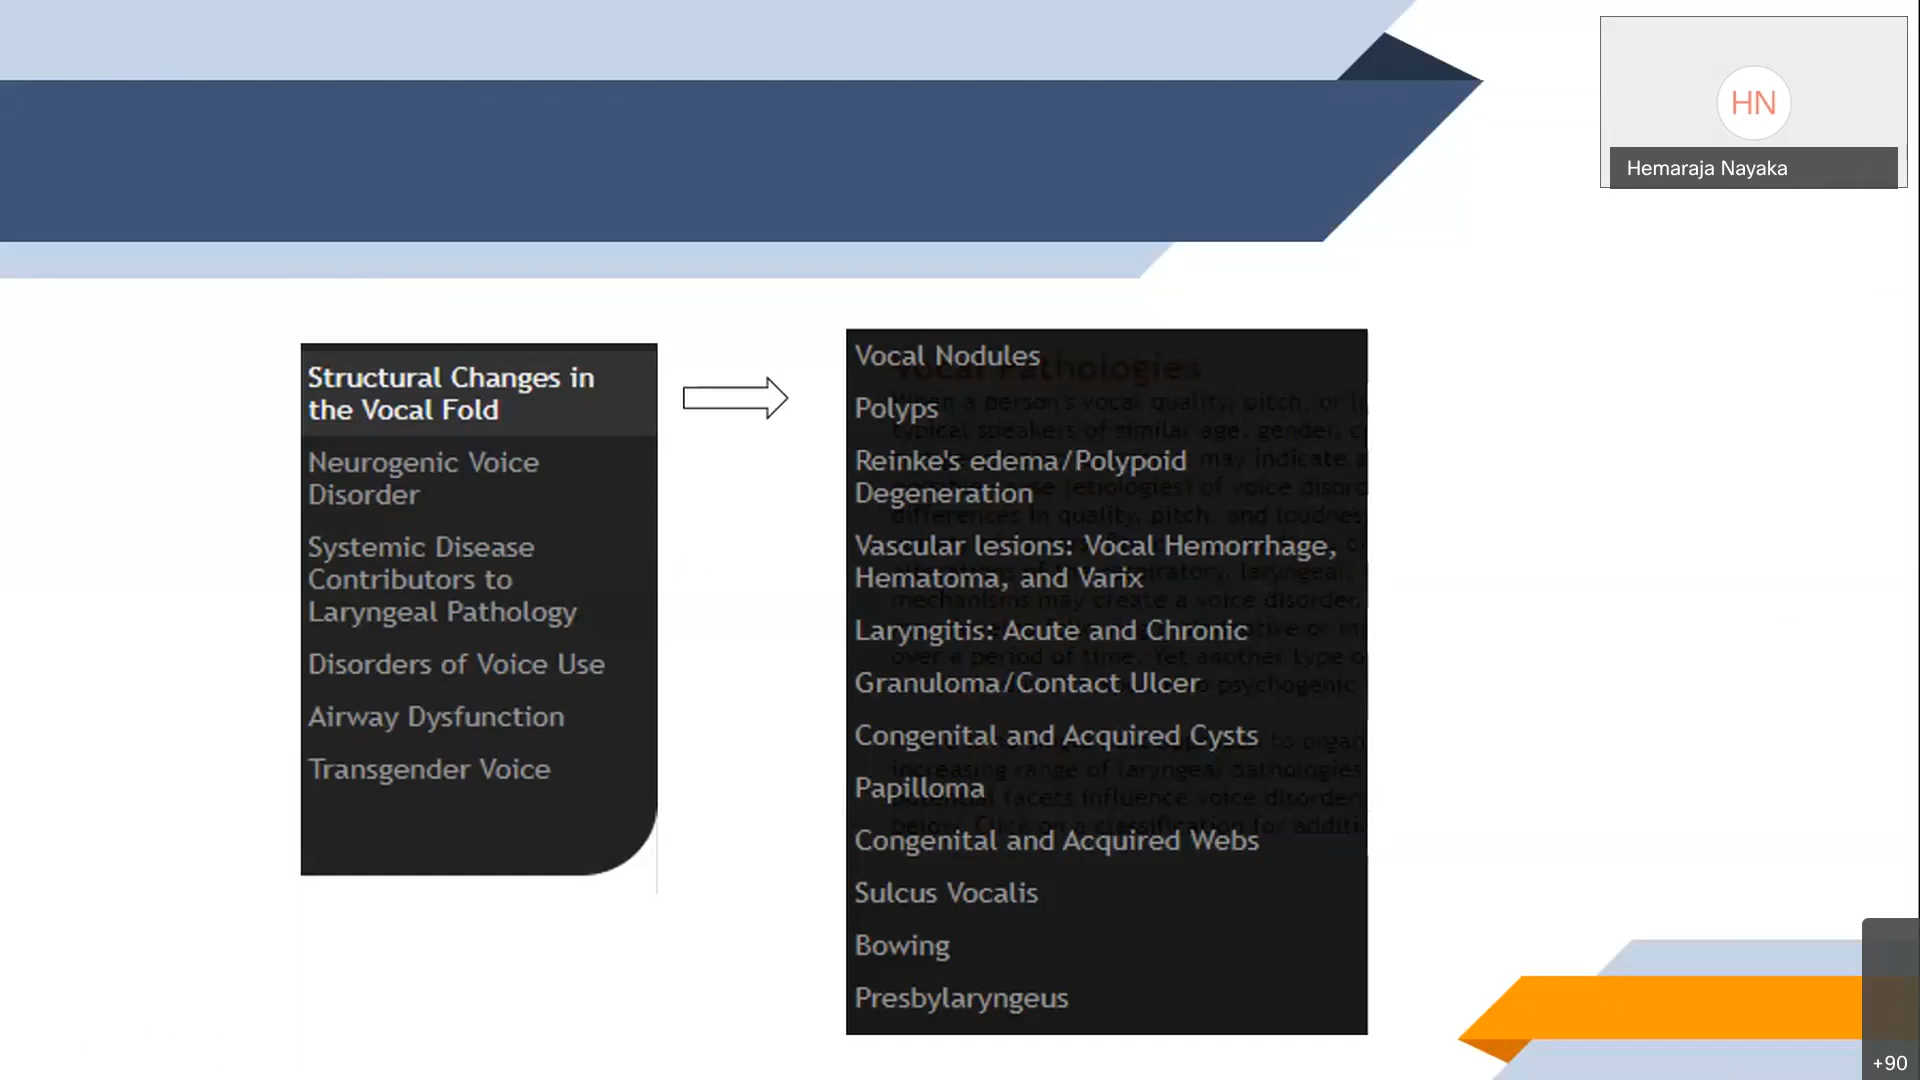 HN
Hemaraja Nayaka
Structural Changes in
the Vocal Fold
Neurogenic Voice
Disorder
Systemic Disease
Contributors to
Laryngeal Pathology
Disorders of Voice Use
Airway Dysfunction
Transgender Voice
Vocal Nodules
Polyps
Reinke's edema/Polypoid
Degeneration
Vascular lesions: Vocal Hemorrhage,
Hematoma, and Varix
Laryngitis: Acute and Chronic
Granuloma/Contact Ulcer
Congenital and Acquired Cysts
Papilloma
Congenital and Acquired Webs
Sulcus Vocalis
Bowing
Presbylaryngeus
+90